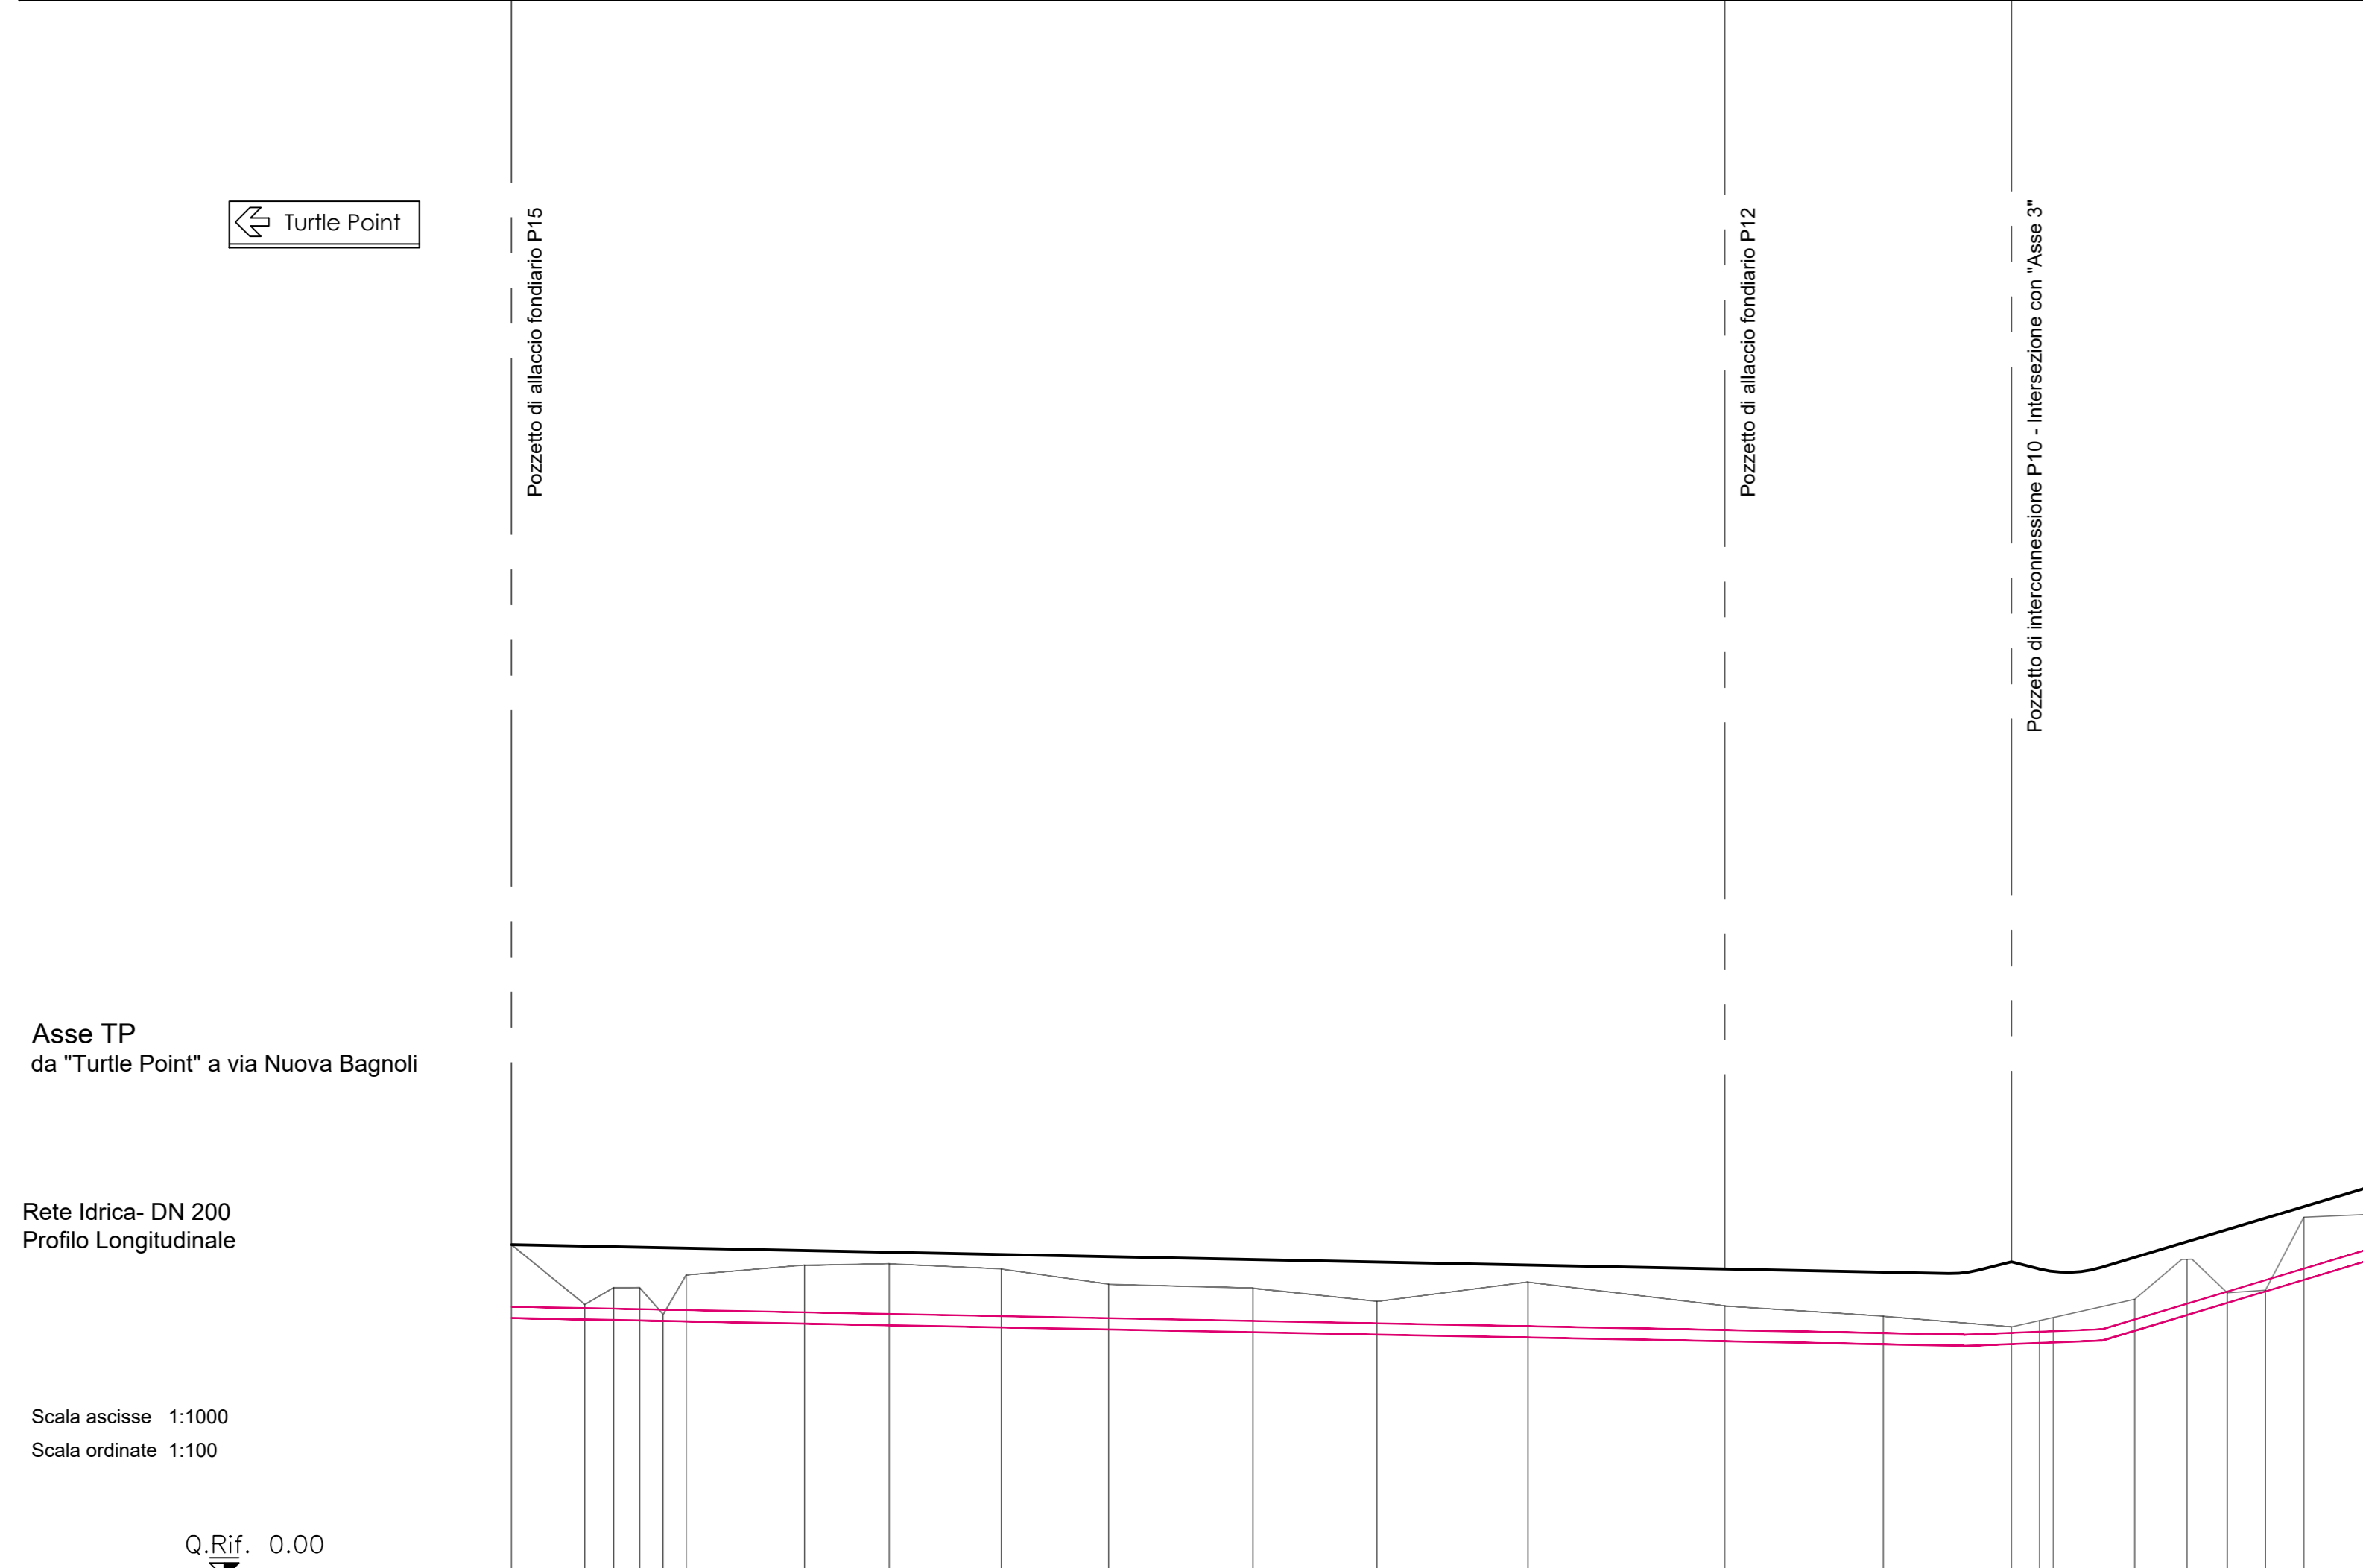 Turtle Point
Pozzetto di allaccio fondiario P15
Pozzetto di allaccio fondiario P12
Pozzetto di interconnessione P10 - Intersezione con "Asse 3"
Asse TP
da "Turtle Point" a via Nuova Bagnoli
Rete Idrica- DN 200
Profilo Longitudinale
Scala ascisse 1:1000
Scala ordinate 1:100
Q.Rif. 0.00